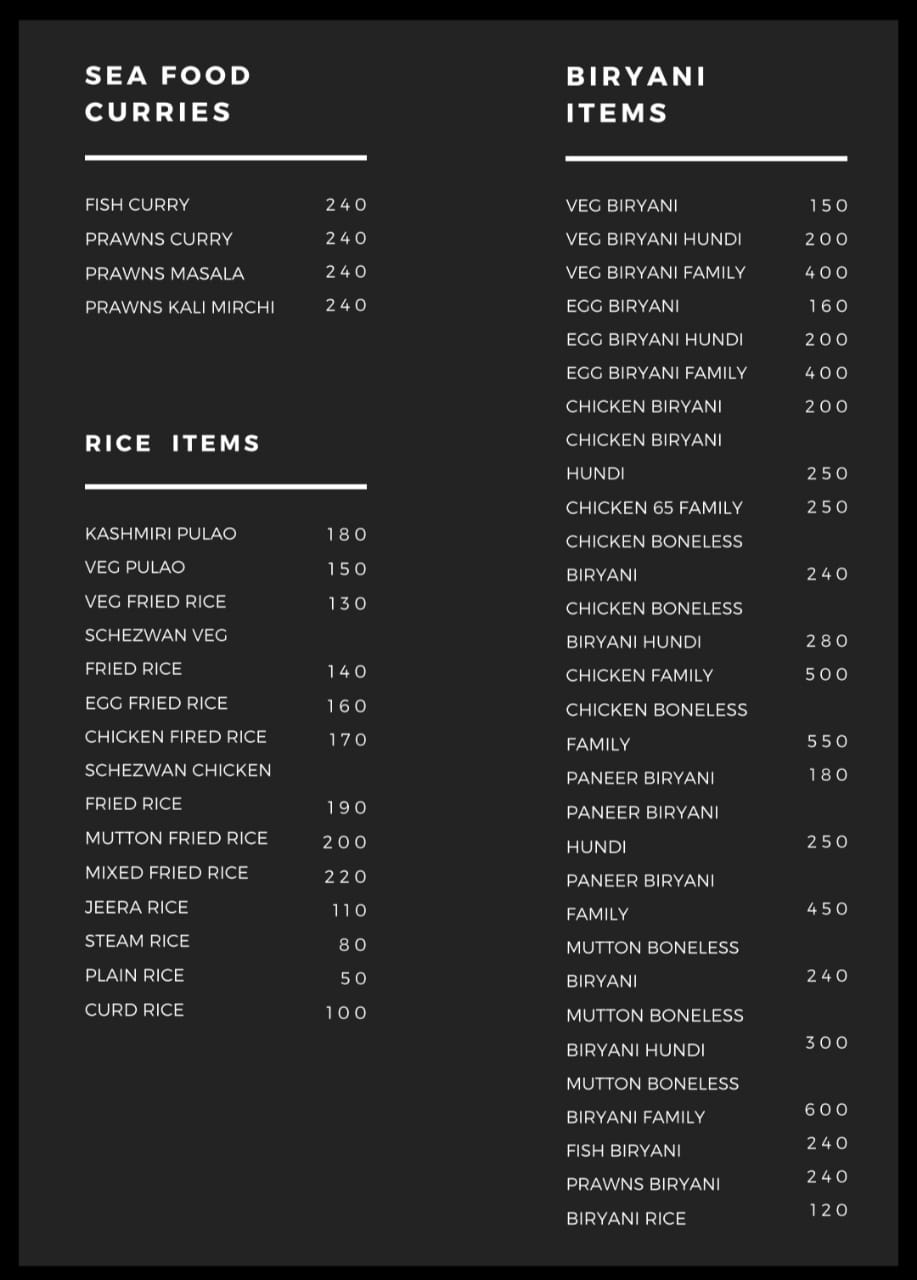 SEA FOOD
CURRIES
FISH CURRY 240
PRAWNS CURRY 240
PRAWNS MASALA 240
PRAWNS KALI MIRCHI 240
RICE ITEMS
KASHMIRI PULAO 180
VEG PULAO 150
VEG FRIED RICE 130
SCHEZWAN VEG
FRIED RICE 140
EGG FRIED RICE 160
CHICKEN FIRED RICE 170
SCHEZWAN CHICKEN
FRIED RICE 190
MUTTON FRIED RICE 200
MIXED FRIED RICE 220
JEERA RICE 110
STEAM RICE 80
PLAIN RICE 50
CURD RICE 100
BIRYANI
ITEMS
VEG BIRYANI 150
VEG BIRYANI HUNDI 200
VEG BIRYANI FAMILY 400
EGG BIRYANI 160
EGG BIRYANI HUNDI 200
EGG BIRYANI FAMILY 400
CHICKEN BIRYANI 200
CHICKEN BIRYANI
HUNDI 250
CHICKEN 65 FAMILY 250
CHICKEN BONELESS
BIRYANI 240
CHICKEN BONELESS
BIRYANI HUNDI 280
CHICKEN FAMILY 500
CHICKEN BONELESS
FAMILY 550
PANEER BIRYANI 180
PANEER BIRYANI
HUNDI 250
PANEER BIRYANI
FAMILY 450
MUTTON BONELESS
BIRYANI 240
MUTTON BONELESS
BIRYANI HUNDI 300
MUTTON BONELESS
BIRYANI FAMILY 600
FISH BIRYANI 240
PRAWNS BIRYANI 240
BIRYANI RICE 120